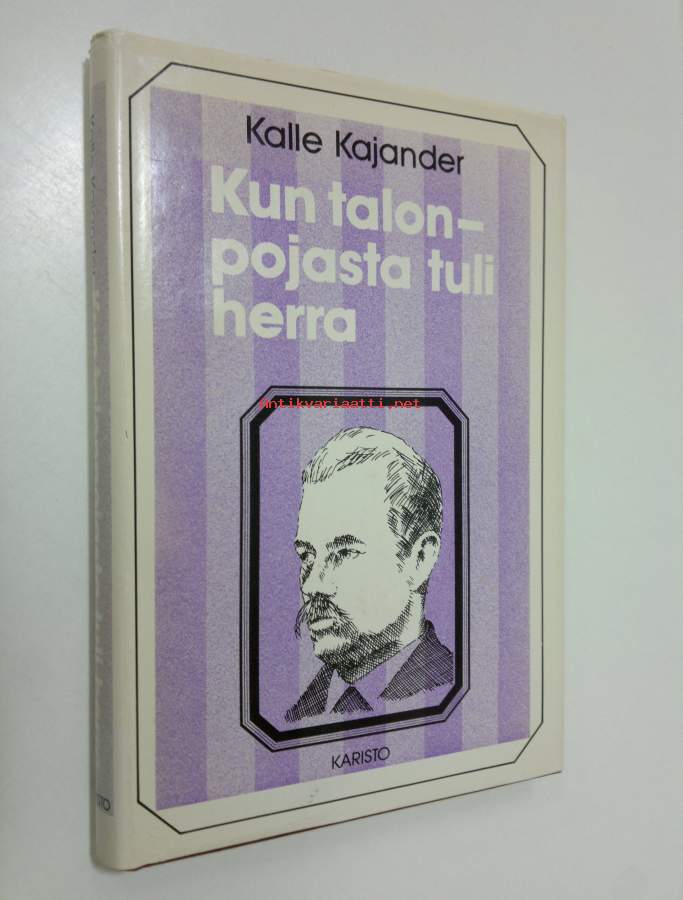 Kalle Kajander
Kun talon-
pojasta tuli
herra
Antikvariaatti.net
KARISTO